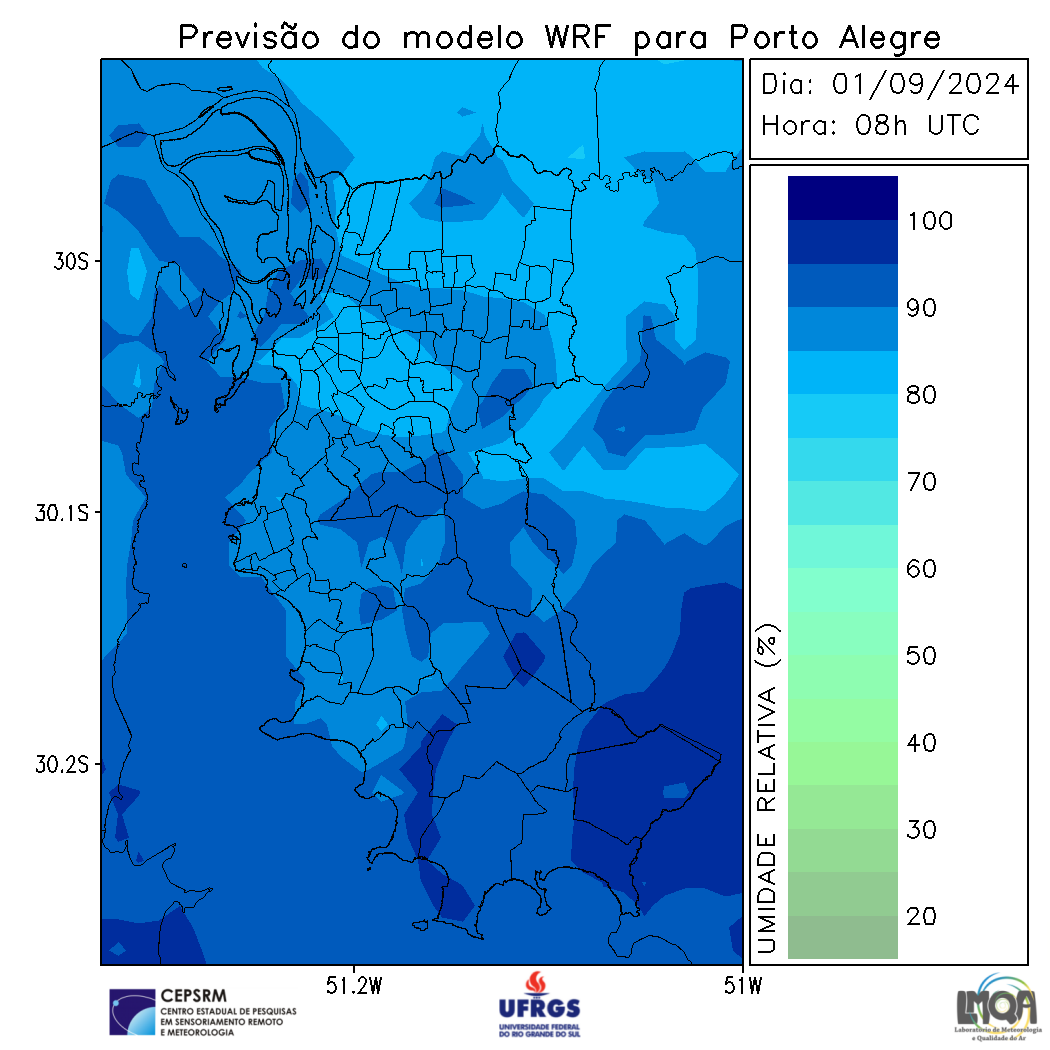 Previsão do modelo WRF para Porto Alegre
Dia: 01/09/2024
Hora: 08h UTC
30S
30.1S
30.2S
51.2W
51W
100
90
80
70
60
50
40
30
20
UMIDADE RELATIVA (%)
CEPSRM
CENTRO ESTADUAL DE PESQUISAS
EM SENSORIAMENTO REMOTO
E METEOROLOGIA
UFRGS
UNIVERSIDADE FEDERAL
DO RIO GRANDE DO SUL
LMQA
Laboratório de Meteorologia
e Qualidade do Ar